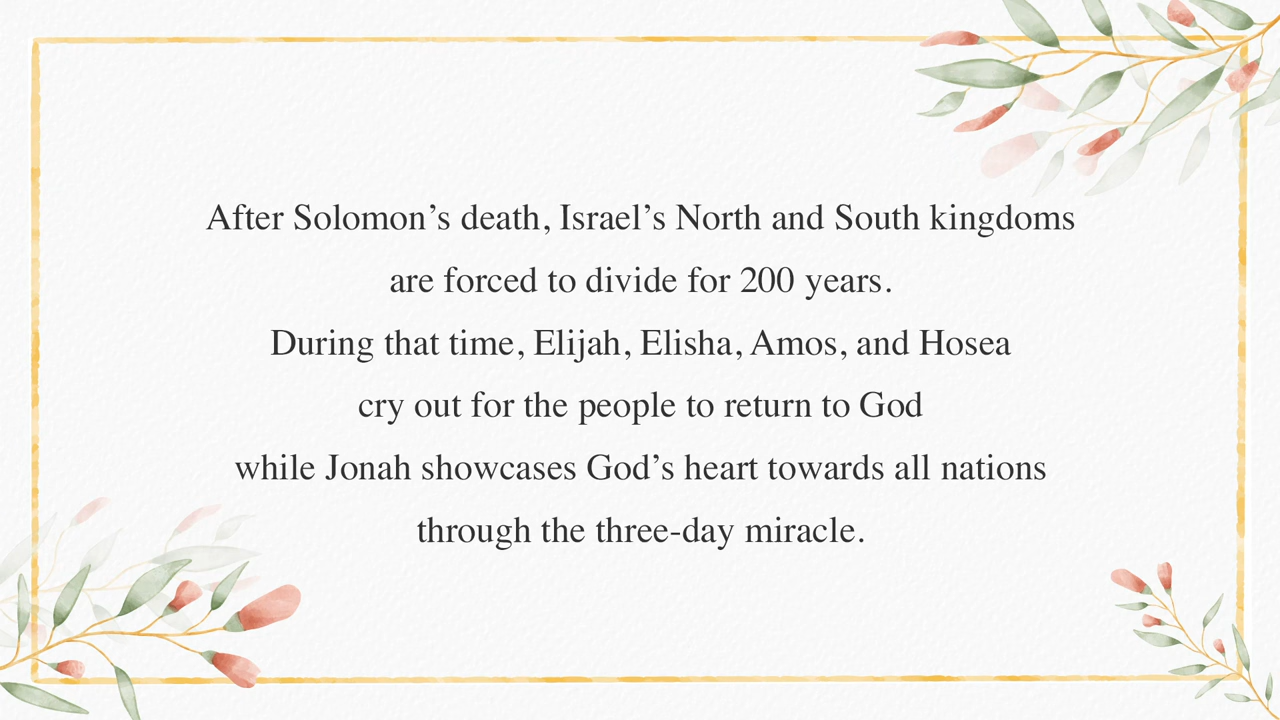 After Solomon’s death, Israel’s North and South kingdoms
are forced to divide for 200 years.
During that time, Elijah, Elisha, Amos, and Hosea
cry out for the people to return to God
while Jonah showcases God’s heart towards all nations
through the three-day miracle.